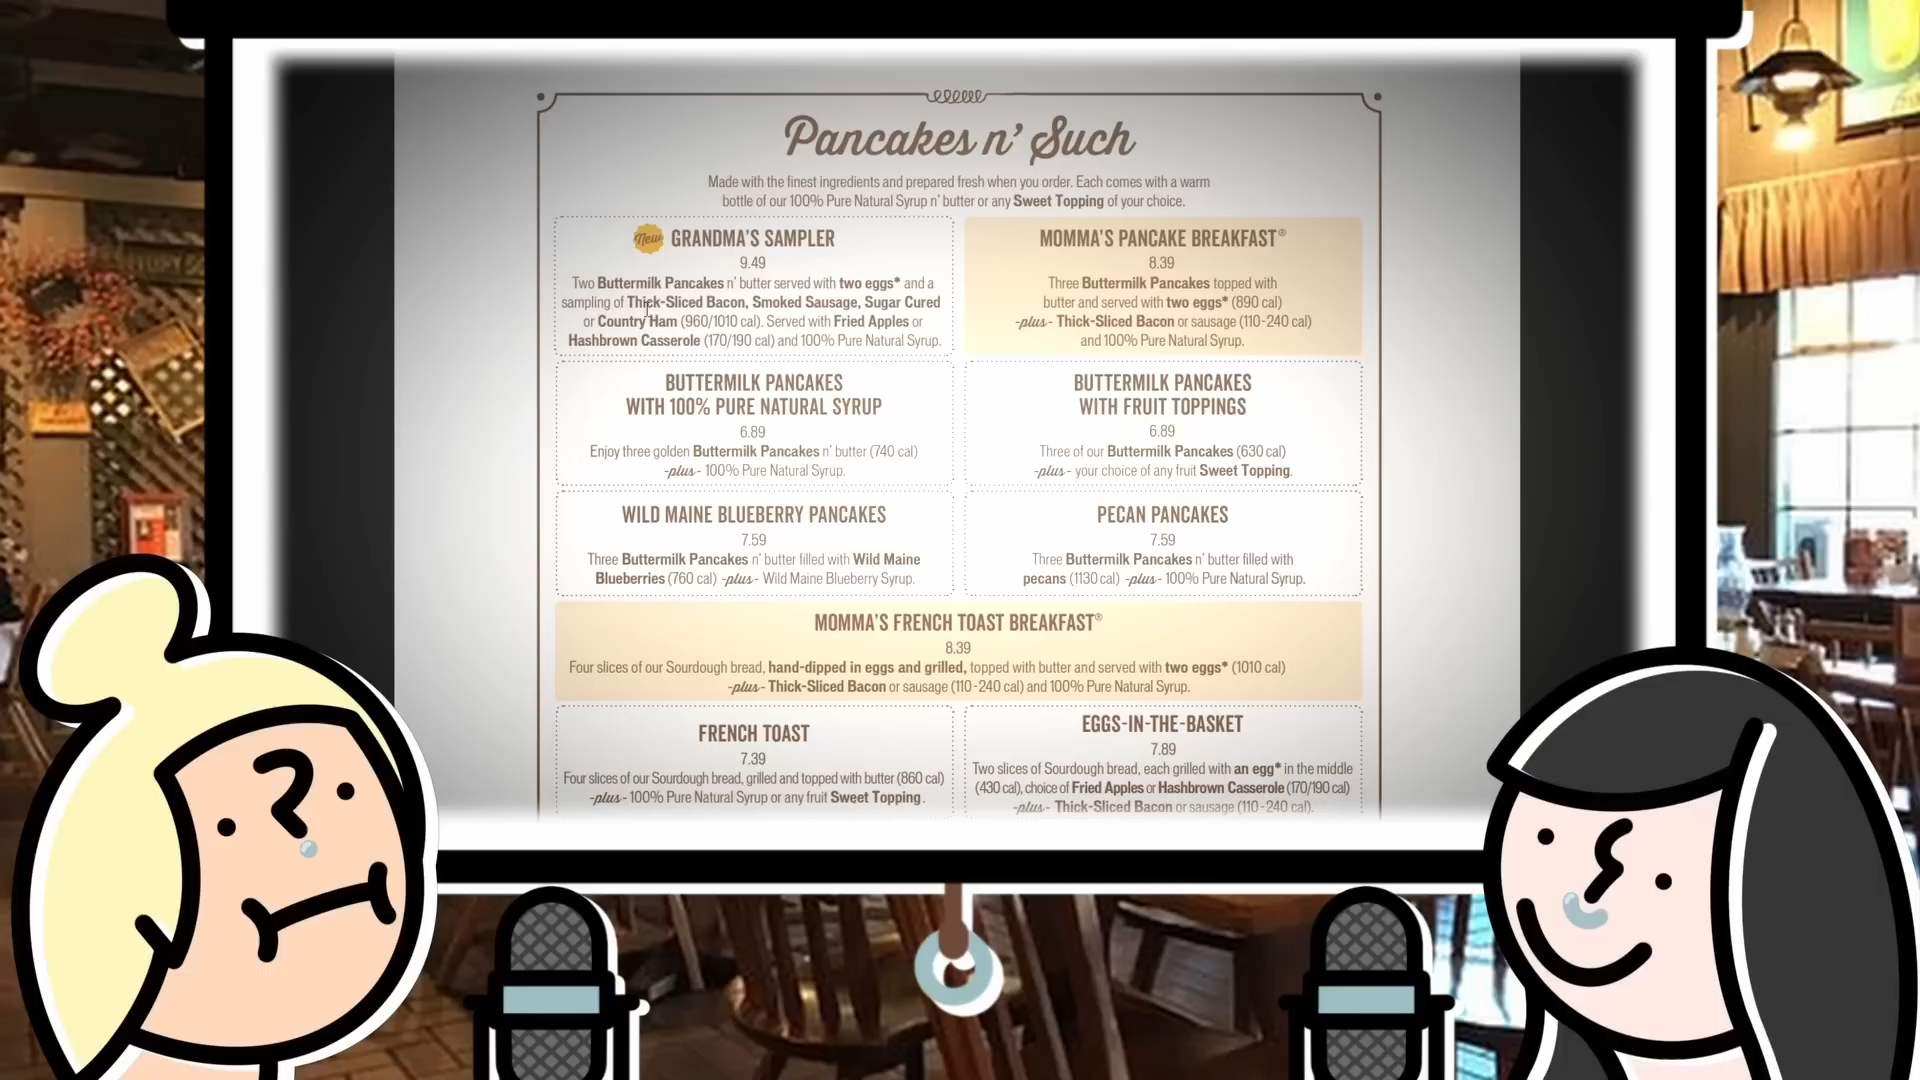 Pancakes n' Such
Made with the finest ingredients and prepared fresh when you order. Each comes with a warm
bottle of our 100% Pure Natural Syrup n' butter or any Sweet Topping of your choice.
New GRANDMA'S SAMPLER
9.49
Two Buttermilk Pancakes n' butter served with two eggs* and a
sampling of Thick-Sliced Bacon, Smoked Sausage, Sugar Cured
or Country Ham (960/1010 cal). Served with Fried Apples or
Hashbrown Casserole (170/190 cal) and 100% Pure Natural Syrup.
MOMMA'S PANCAKE BREAKFAST®
8.39
Three Buttermilk Pancakes topped with
butter and served with two eggs* (890 cal)
-plus- Thick-Sliced Bacon or sausage (110-240 cal)
and 100% Pure Natural Syrup.
BUTTERMILK PANCAKES
WITH 100% PURE NATURAL SYRUP
6.89
Enjoy three golden Buttermilk Pancakes n' butter (740 cal)
-plus- 100% Pure Natural Syrup.
BUTTERMILK PANCAKES
WITH FRUIT TOPPINGS
6.89
Three of our Buttermilk Pancakes (630 cal)
-plus- your choice of any fruit Sweet Topping.
WILD MAINE BLUEBERRY PANCAKES
7.59
Three Buttermilk Pancakes n' butter filled with Wild Maine
Blueberries (760 cal) -plus- Wild Maine Blueberry Syrup.
PECAN PANCAKES
7.59
Three Buttermilk Pancakes n' butter filled with
pecans (1130 cal) -plus- 100% Pure Natural Syrup.
MOMMA'S FRENCH TOAST BREAKFAST®
8.39
Four slices of our Sourdough bread, hand-dipped in eggs and grilled, topped with butter and served with two eggs* (1010 cal)
-plus- Thick-Sliced Bacon or sausage (110-240 cal) and 100% Pure Natural Syrup.
FRENCH TOAST
7.39
Four slices of our Sourdough bread, grilled and topped with butter (860 cal)
-plus- 100% Pure Natural Syrup or any fruit Sweet Topping.
EGGS-IN-THE-BASKET
7.89
Two slices of Sourdough bread, each grilled with an egg* in the middle
(430 cal), choice of Fried Apples or Hashbrown Casserole (170/190 cal)
-plus- Thick-Sliced Bacon or sausage (110-240 cal).